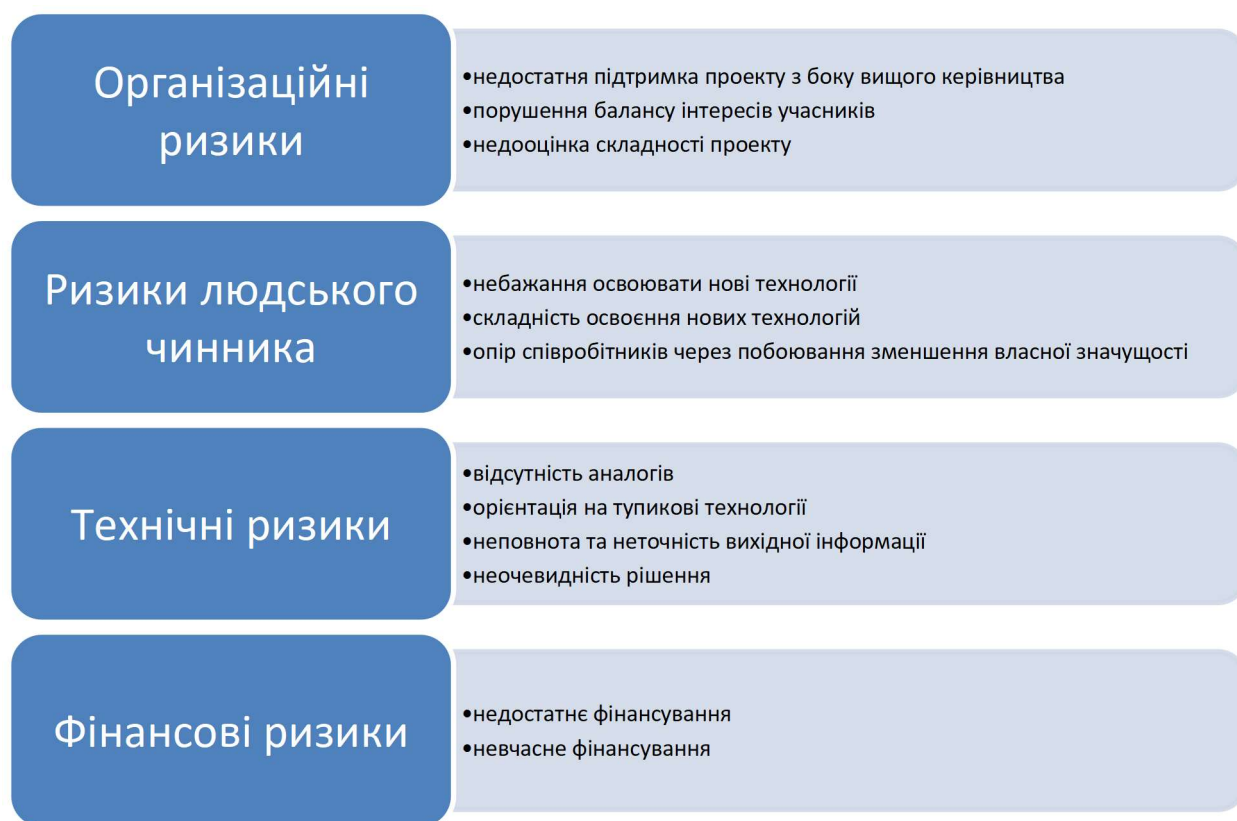 Організаційні
ризики
•недостатня підтримка проекту з боку вищого керівництва
•порушення балансу інтересів учасників
•недооцінка складності проекту
Ризики людського
чинника
•небажання освоювати нові технології
•складність освоєння нових технологій
•опір співробітників через побоювання зменшення власної значущості
Технічні ризики
•відсутність аналогів
•орієнтація на тупикові технології
•неповнота та неточність вихідної інформації
•неочевидність рішення
Фінансові ризики
•недостатнє фінансування
•невчасне фінансування